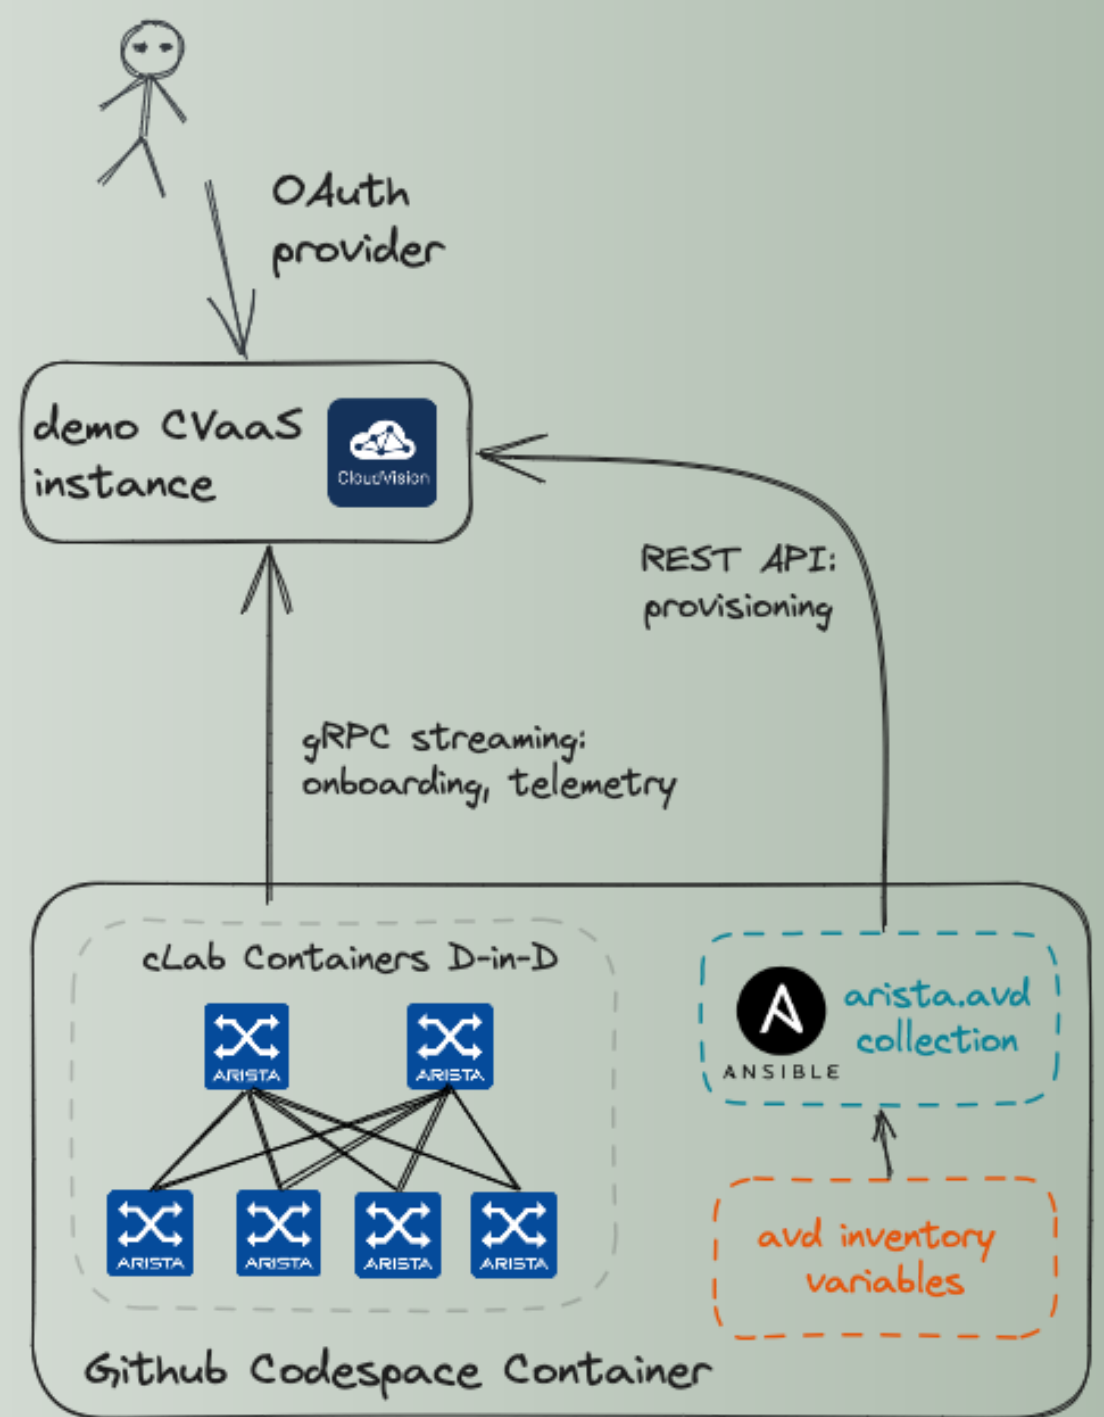 OAuth
provider
demo CVaaS
instance
CloudVision
REST API:
provisioning
gRPC streaming:
onboarding, telemetry
cLab Containers D-in-D
ARISTA
ARISTA
ARISTA
ARISTA
ARISTA
ARISTA
ANSIBLE
arista.avd
collection
avd inventory
variables
Github Codespace Container